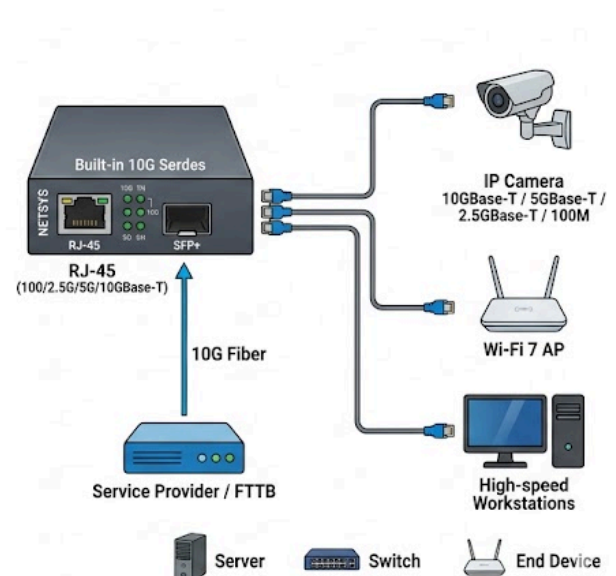 Built-in 10G Serdes
NETSYS
10G
10G
5G
RJ-45
SFP+
RJ-45
(100/2.5G/5G/10GBase-T)
10G Fiber
Service Provider / FTTB
IP Camera
10GBase-T / 5GBase-T /
2.5GBase-T / 100M
Wi-Fi 7 AP
High-speed
Workstations
Server
Switch
End Device